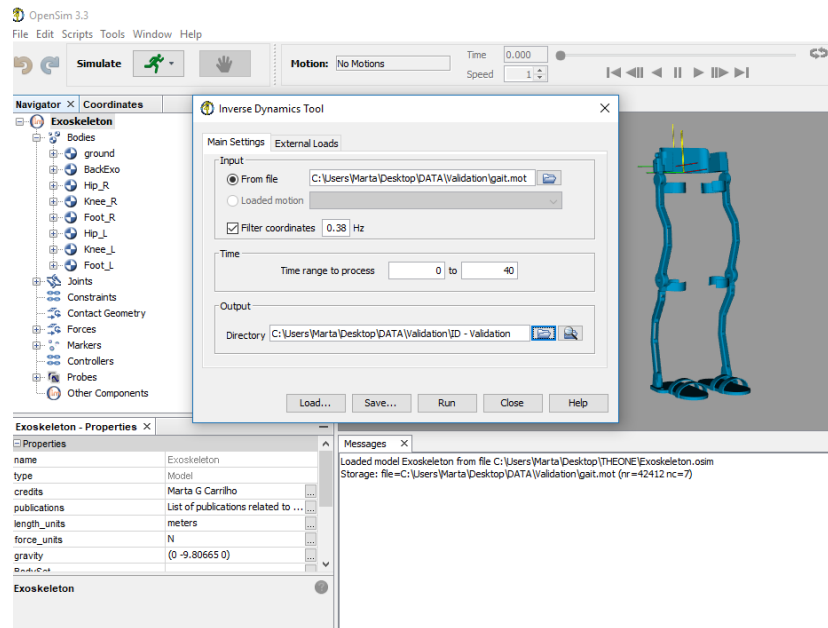 OpenSim 3.3
File Edit Scripts Tools Window Help
Simulate
Motion: No Motions
Time 0.000
Speed 1
Navigator × Coordinates
Exoskeleton
Bodies
ground
BackExo
Hip_R
Knee_R
Foot_R
Hip_L
Knee_L
Foot_L
Joints
Constraints
Contact Geometry
Forces
Markers
Controllers
Probes
Other Components
Inverse Dynamics Tool
Main Settings External Loads
Input
From file C:\Users\Marta\Desktop\DATA\Validation\gait.mot
Loaded motion
Filter coordinates 0.38 Hz
Time
Time range to process 0 to 40
Output
Directory C:\Users\Marta\Desktop\DATA\Validation\ID - Validation
Load... Save... Run Close Help
Exoskeleton - Properties ×
Properties
name Exoskeleton
type Model
credits Marta G Carrilho ...
publications List of publications related to ... ...
length_units meters ...
force_units N ...
gravity (0 -9.80665 0) ...
BodySet
Exoskeleton
Messages ×
Loaded model Exoskeleton from file C:\Users\Marta\Desktop\THEONE\Exoskeleton.osim
Storage: file=C:\Users\Marta\Desktop\DATA\Validation\gait.mot (nr=42412 nc=7)